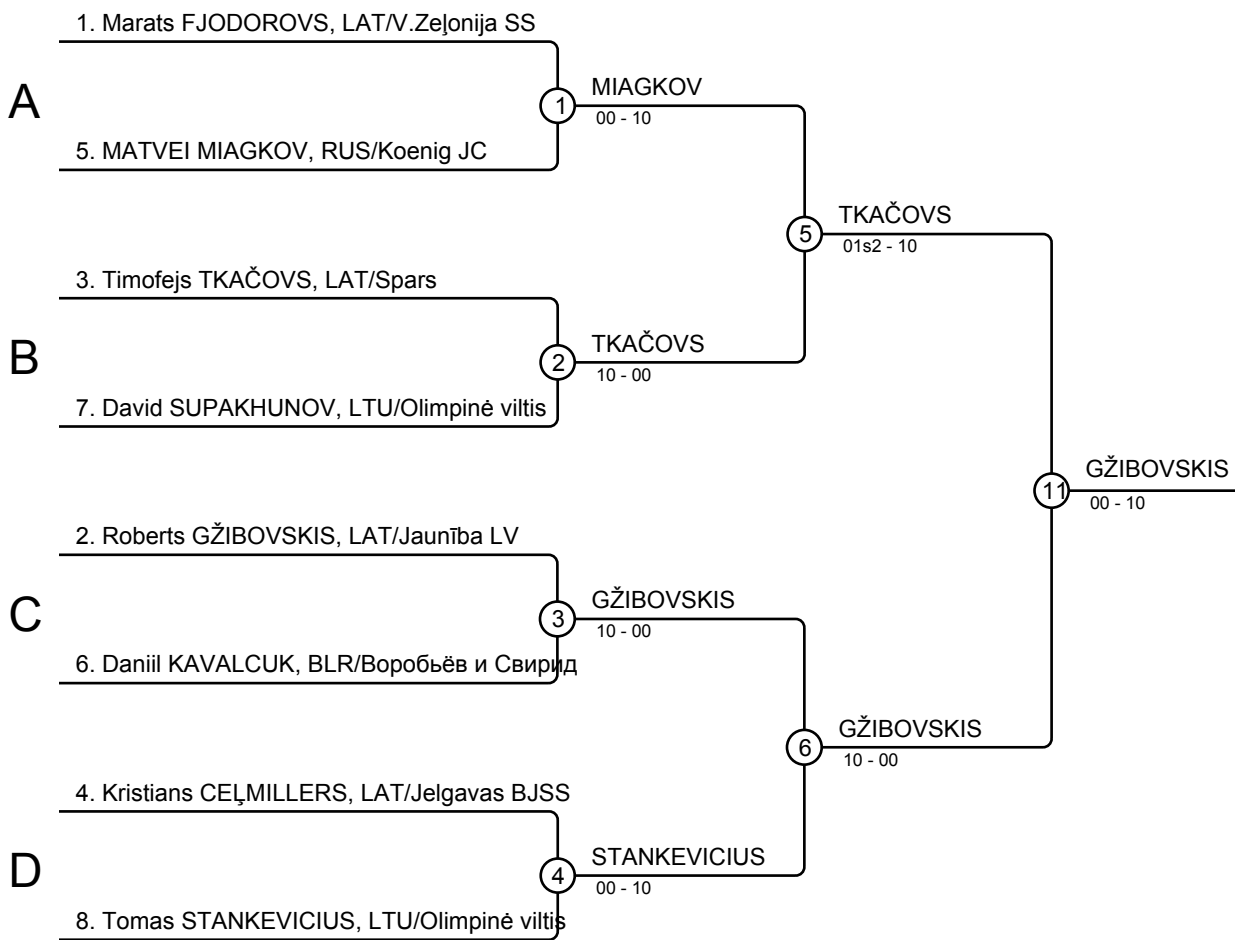 1. Marats FJODOROVS, LAT/V.Zeļonija SS
A
1
MIAGKOV
00 - 10
5. MATVEI MIAGKOV, RUS/Koenig JC
5
TKAČOVS
01s2 - 10
3. Timofejs TKAČOVS, LAT/Spars
B
2
TKAČOVS
10 - 00
7. David SUPAKHUNOV, LTU/Olimpinė viltis
11
GŽIBOVSKIS
00 - 10
2. Roberts GŽIBOVSKIS, LAT/Jaunība LV
C
3
GŽIBOVSKIS
10 - 00
6. Daniil KAVALCUK, BLR/Воробьёв и Свирид
6
GŽIBOVSKIS
10 - 00
4. Kristians CEĻMILLERS, LAT/Jelgavas BJSS
D
4
STANKEVICIUS
00 - 10
8. Tomas STANKEVICIUS, LTU/Olimpinė viltis